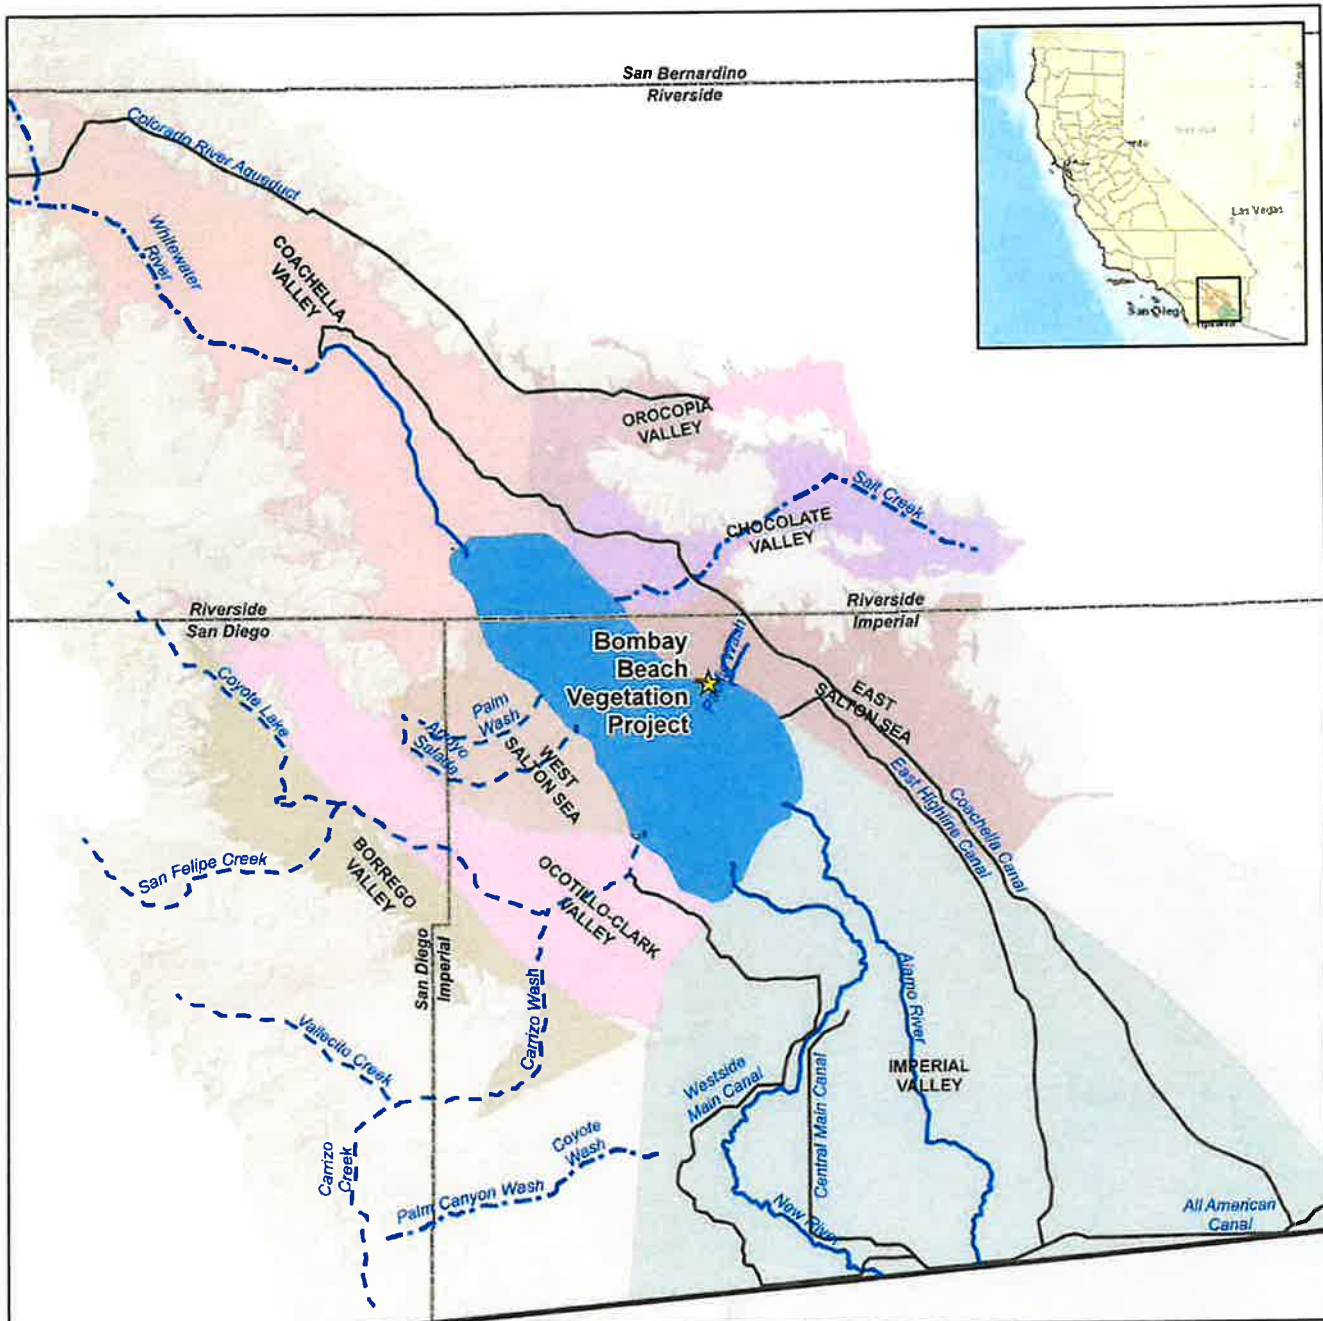 San Bernardino
Riverside
Las Vegas
Colorado River Aqueduct
Whitewater
River
COACHELLA
VALLEY
OROCOPIA
VALLEY
Salt Creek
CHOCOLATE
VALLEY
Riverside
San Diego
Riverside
Imperial
Bombay
Beach
Vegetation
Project
Wash
Coyote Lake
Palm
Wash
Arroyo
Salada
WEST
SALTON SEA
EAST
SALTON SEA
East Highline Canal
Coachella Canal
San Felipe Creek
BORREGO
VALLEY
OCOTILLO-CLARK
VALLEY
San Diego
Imperial
Carrizo Wash
Alamo River
Vallecito Creek
Westside
Main Canal
Central Main Canal
IMPERIAL
VALLEY
Carrizo
Creek
Coyote
Wash
Palm Canyon Wash
New River
All American
Canal